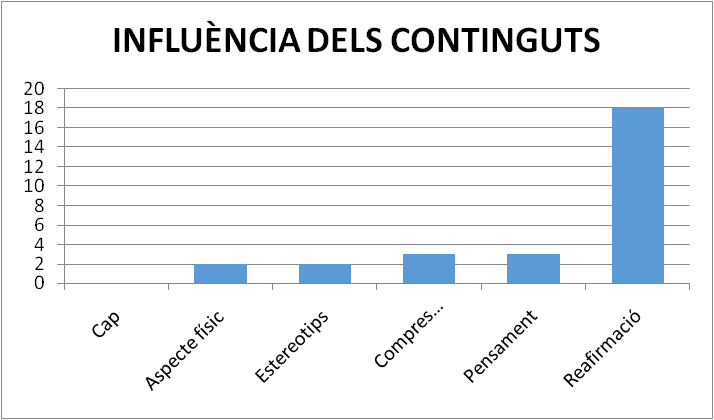 INFLUÈNCIA DELS CONTINGUTS
20
18
16
14
12
10
8
6
4
2
0
Cap
Aspecte físic
Estereotips
Compres...
Pensament
Reafirmació